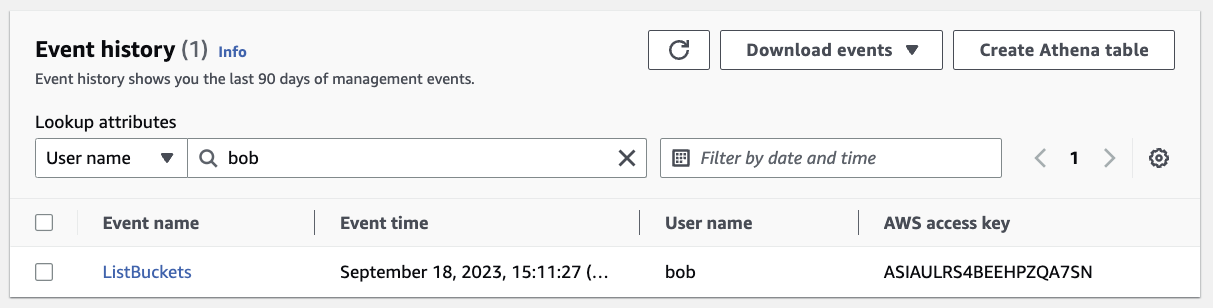 Event history (1) Info
Download events
Create Athena table
Event history shows you the last 90 days of management events.
Lookup attributes
User name bob Filter by date and time 1
Event name Event time User name AWS access key
ListBuckets September 18, 2023, 15:11:27 (... bob ASIAULRS4BEEHPZQA7SN